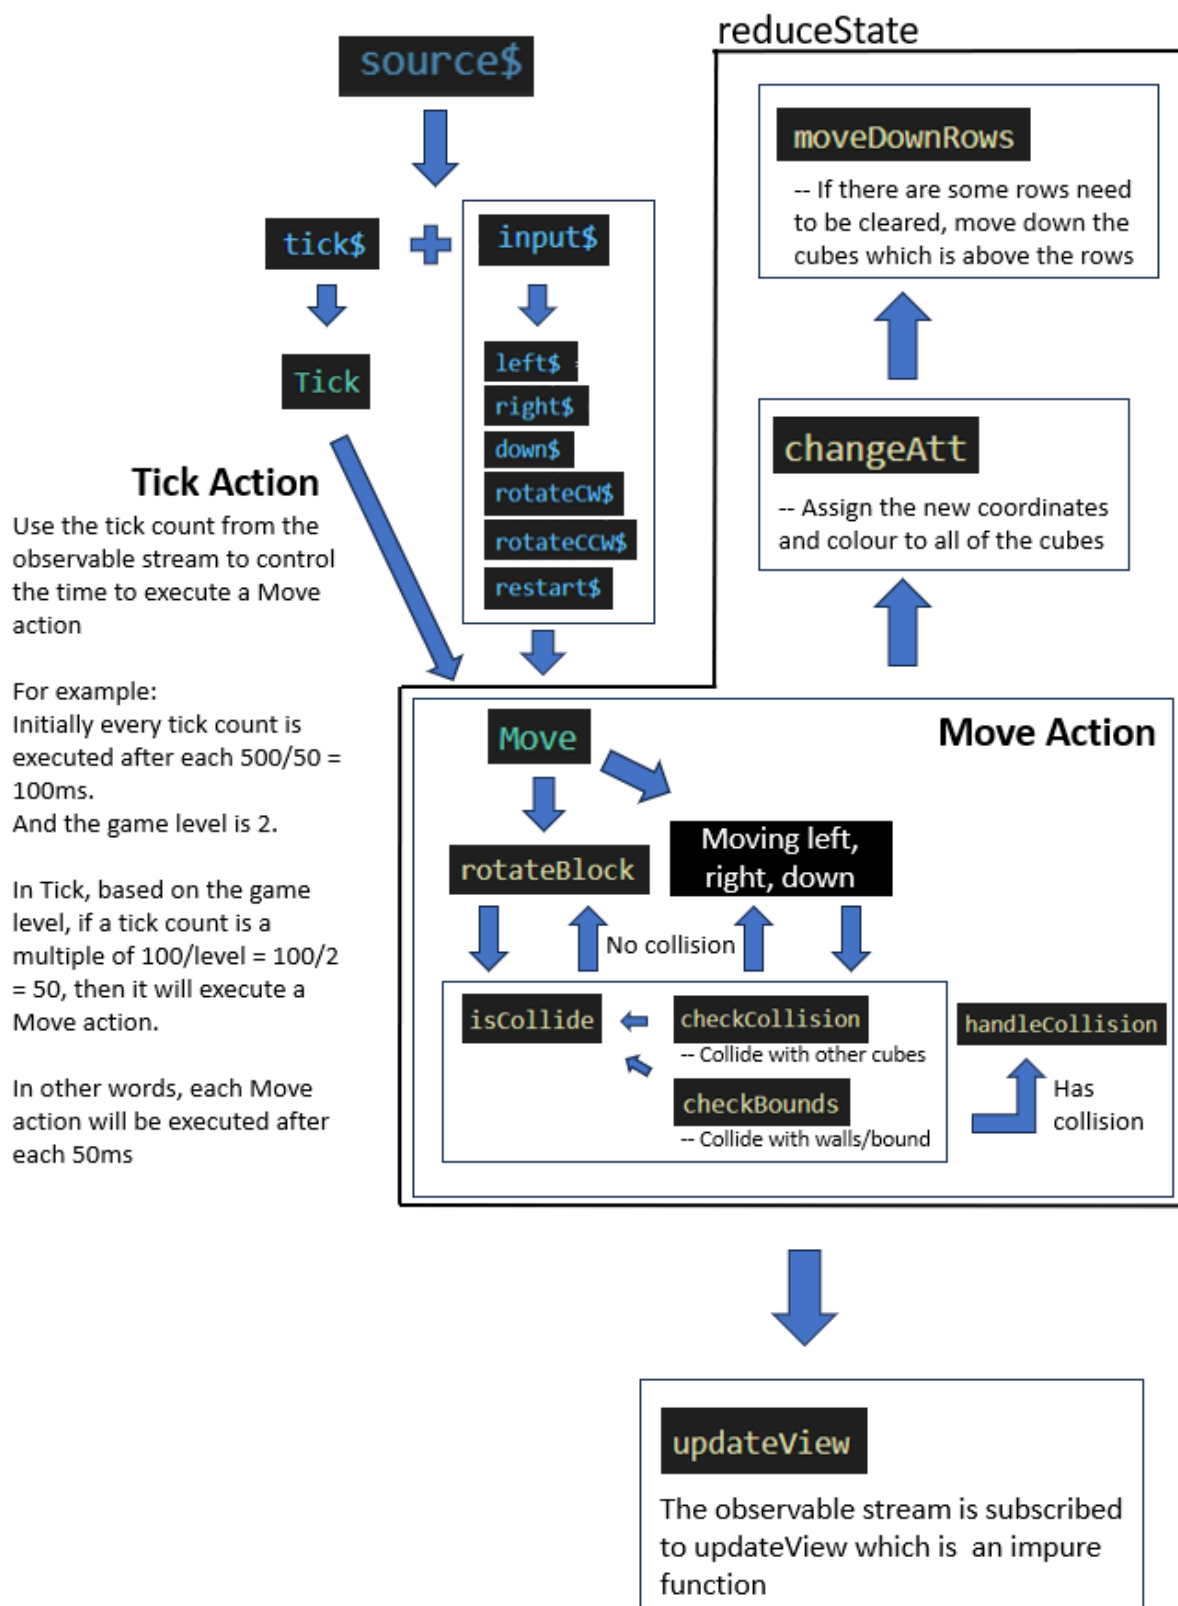 reduceState
source$
moveDownRows
-- If there are some rows need
to be cleared, move down the
cubes which is above the rows
tick$
input$
Tick
left$ =
right$
down$
rotateCW$
rotateCCW$
restart$
changeAtt
-- Assign the new coordinates
and colour to all of the cubes
Tick Action
Use the tick count from the
observable stream to control
the time to execute a Move
action
For example:
Initially every tick count is
executed after each 500/50 =
100ms.
And the game level is 2.
In Tick, based on the game
level, if a tick count is a
multiple of 100/level = 100/2
= 50, then it will execute a
Move action.
In other words, each Move
action will be executed after
each 50ms
Move Action
Move
rotateBlock
Moving left,
right, down
No collision
isCollide
checkCollision
-- Collide with other cubes
checkBounds
-- Collide with walls/bound
handleCollision
Has
collision
updateView
The observable stream is subscribed
to updateView which is  an impure
function